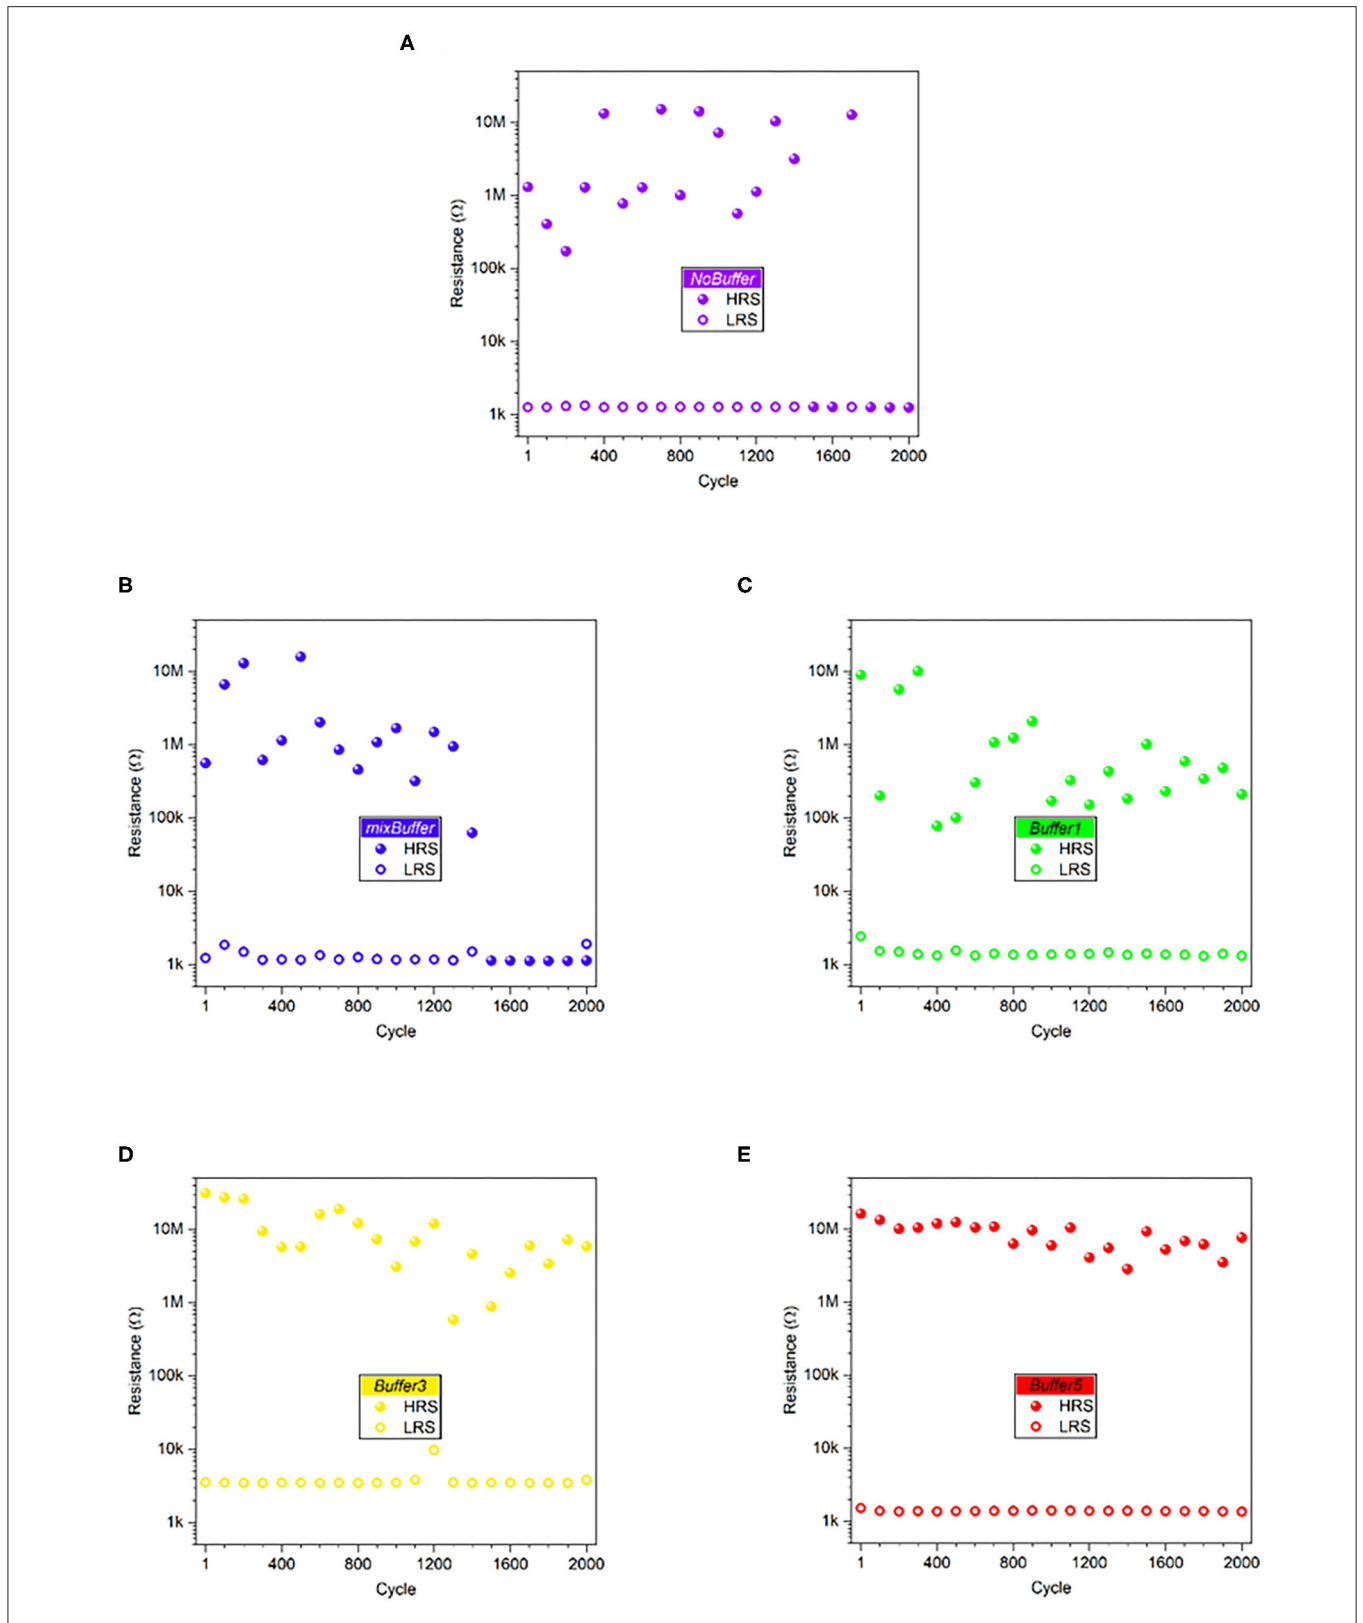 A
10M
1M
100k
10k
1k
Resistance (Ω)
NoBuffer
HRS
LRS
1 400 800 1200 1600 2000
Cycle
B
10M
1M
100k
10k
1k
Resistance (Ω)
mixBuffer
HRS
LRS
1 400 800 1200 1600 2000
Cycle
C
10M
1M
100k
10k
1k
Resistance (Ω)
Buffer1
HRS
LRS
1 400 800 1200 1600 2000
Cycle
D
10M
1M
100k
10k
1k
Resistance (Ω)
Buffer3
HRS
LRS
1 400 800 1200 1600 2000
Cycle
E
10M
1M
100k
10k
1k
Resistance (Ω)
Buffer5
HRS
LRS
1 400 800 1200 1600 2000
Cycle